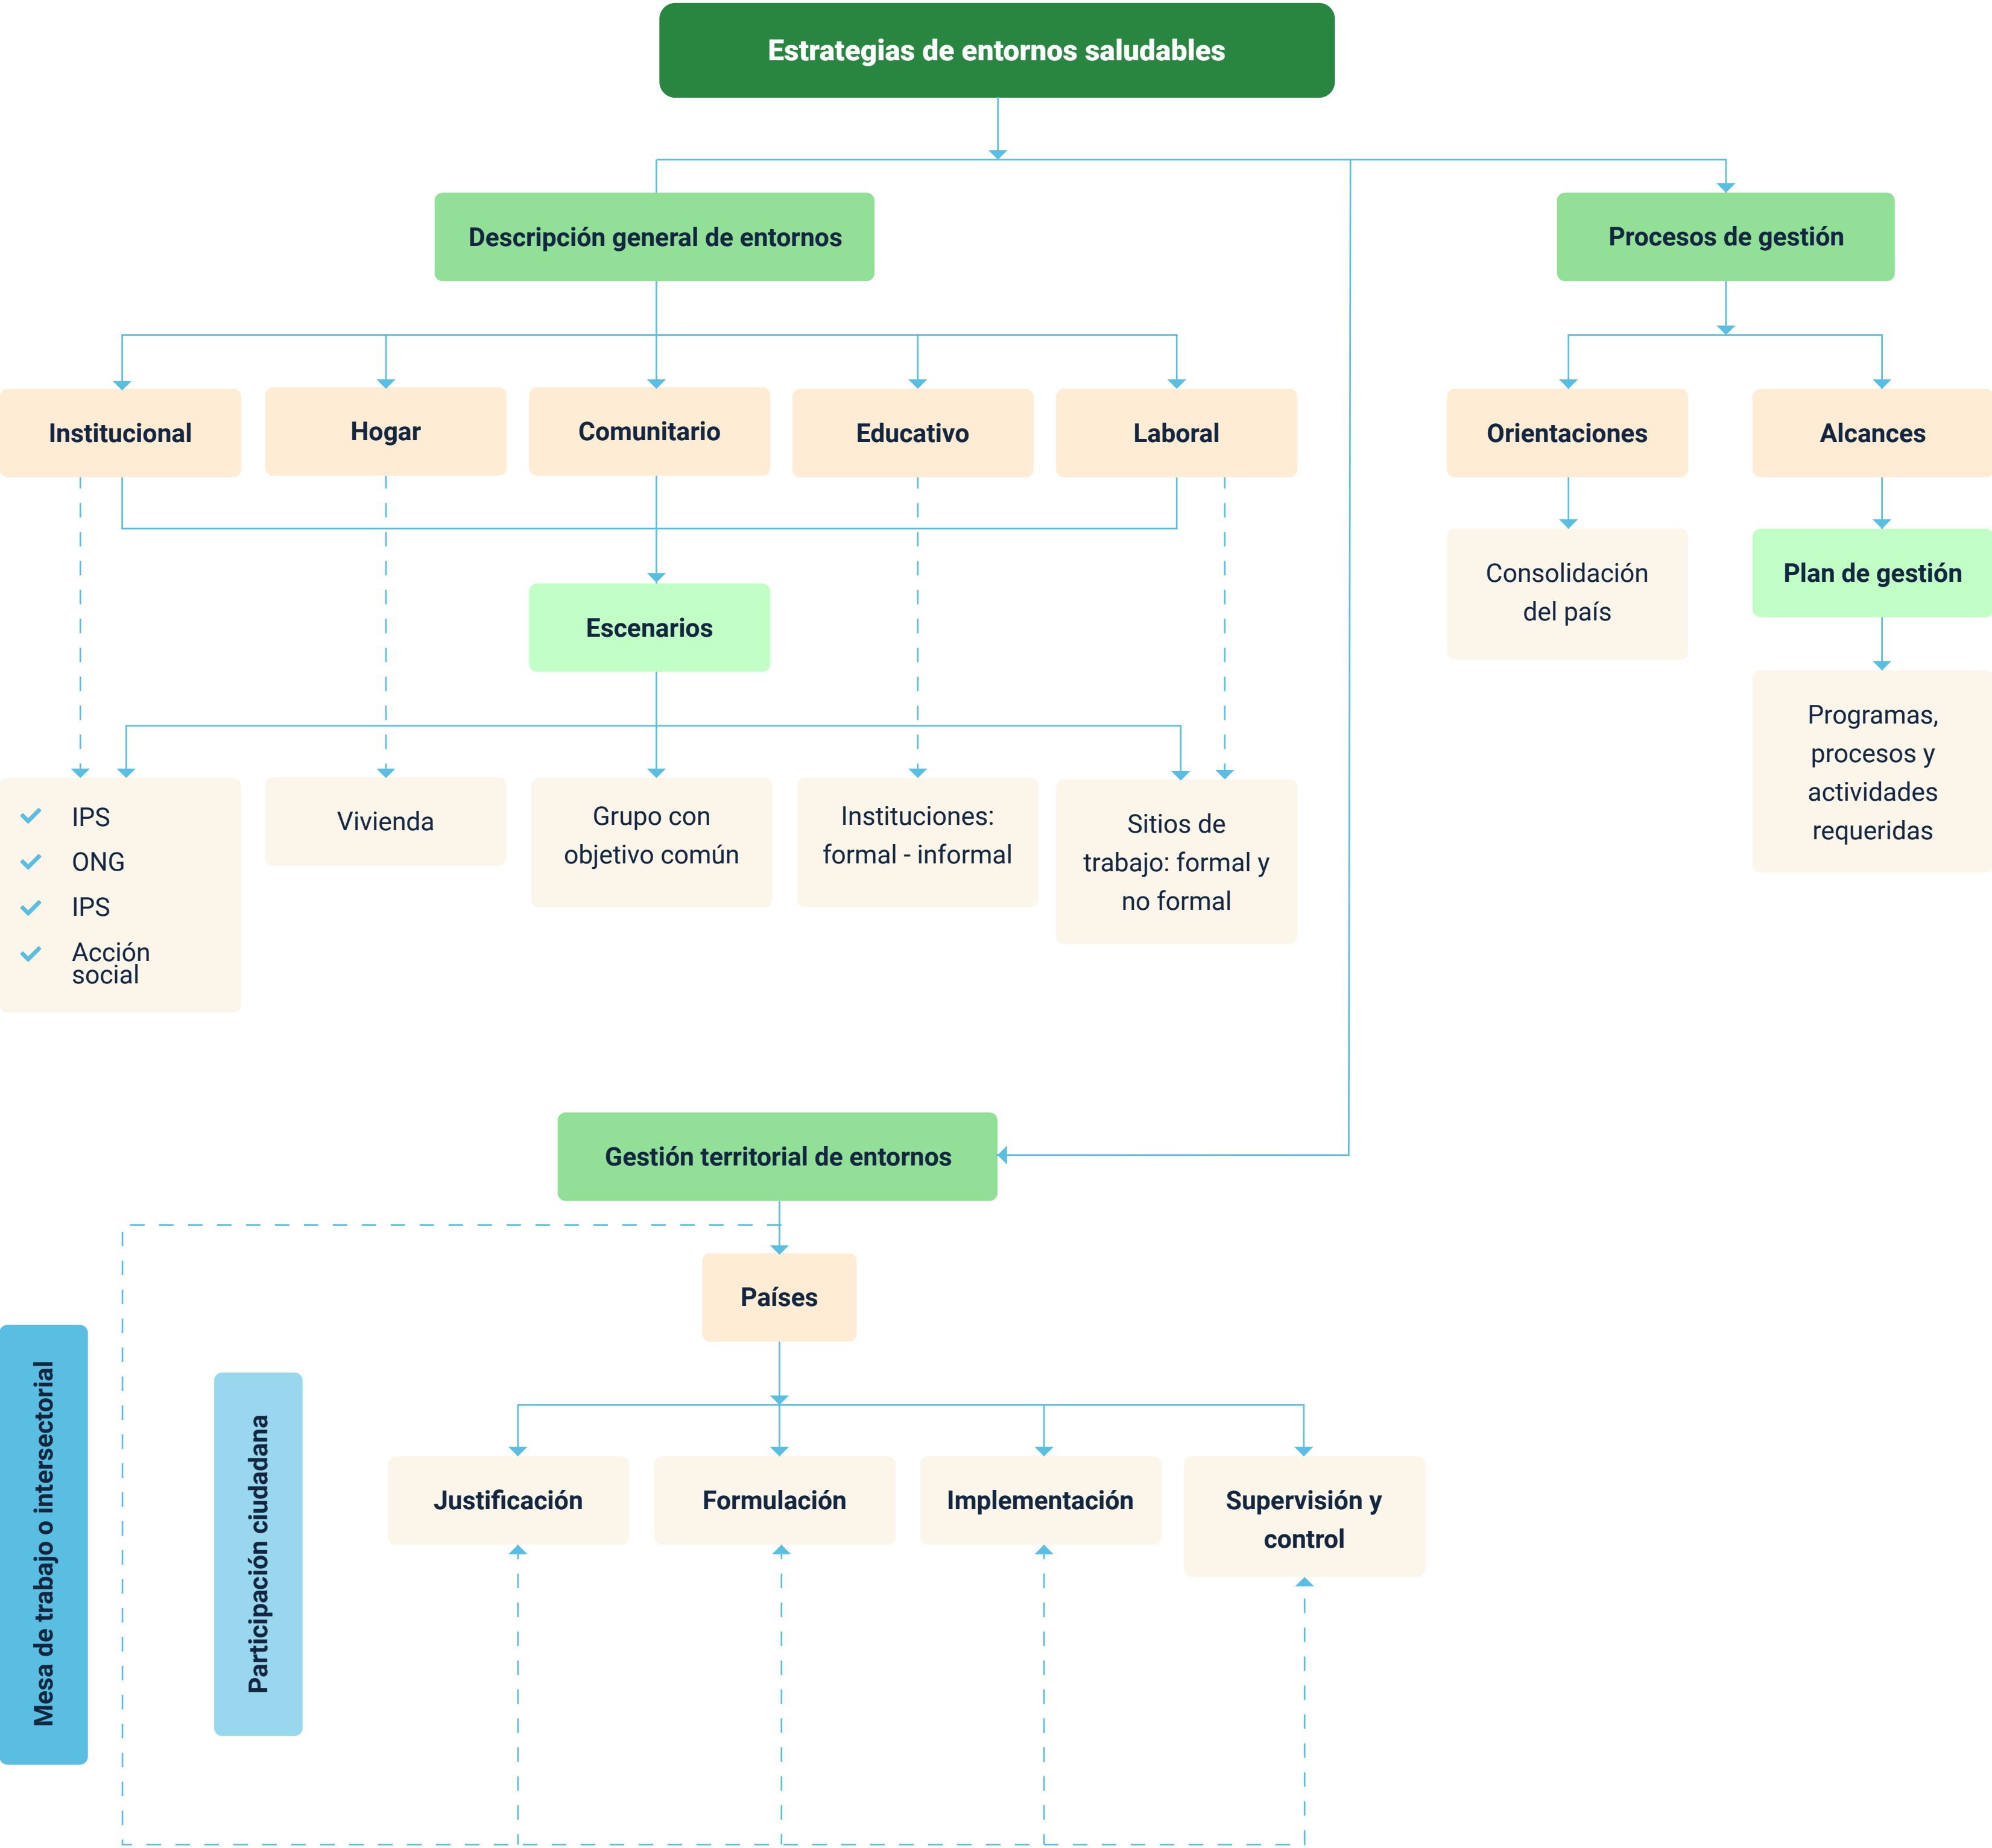 Estrategias de entornos saludables
Descripción general de entornos
Procesos de gestión
Institucional
Hogar
Comunitario
Educativo
Laboral
Orientaciones
Alcances
Consolidación
del país
Plan de gestión
Escenarios
Programas,
procesos y
actividades
requeridas
IPS
ONG
IPS
Acción
social
Vivienda
Grupo con
objetivo común
Instituciones:
formal - informal
Sitios de
trabajo: formal y
no formal
Gestión territorial de entornos
Países
Mesa de trabajo o intersectorial
Participación ciudadana
Justificación
Formulación
Implementación
Supervisión y
control